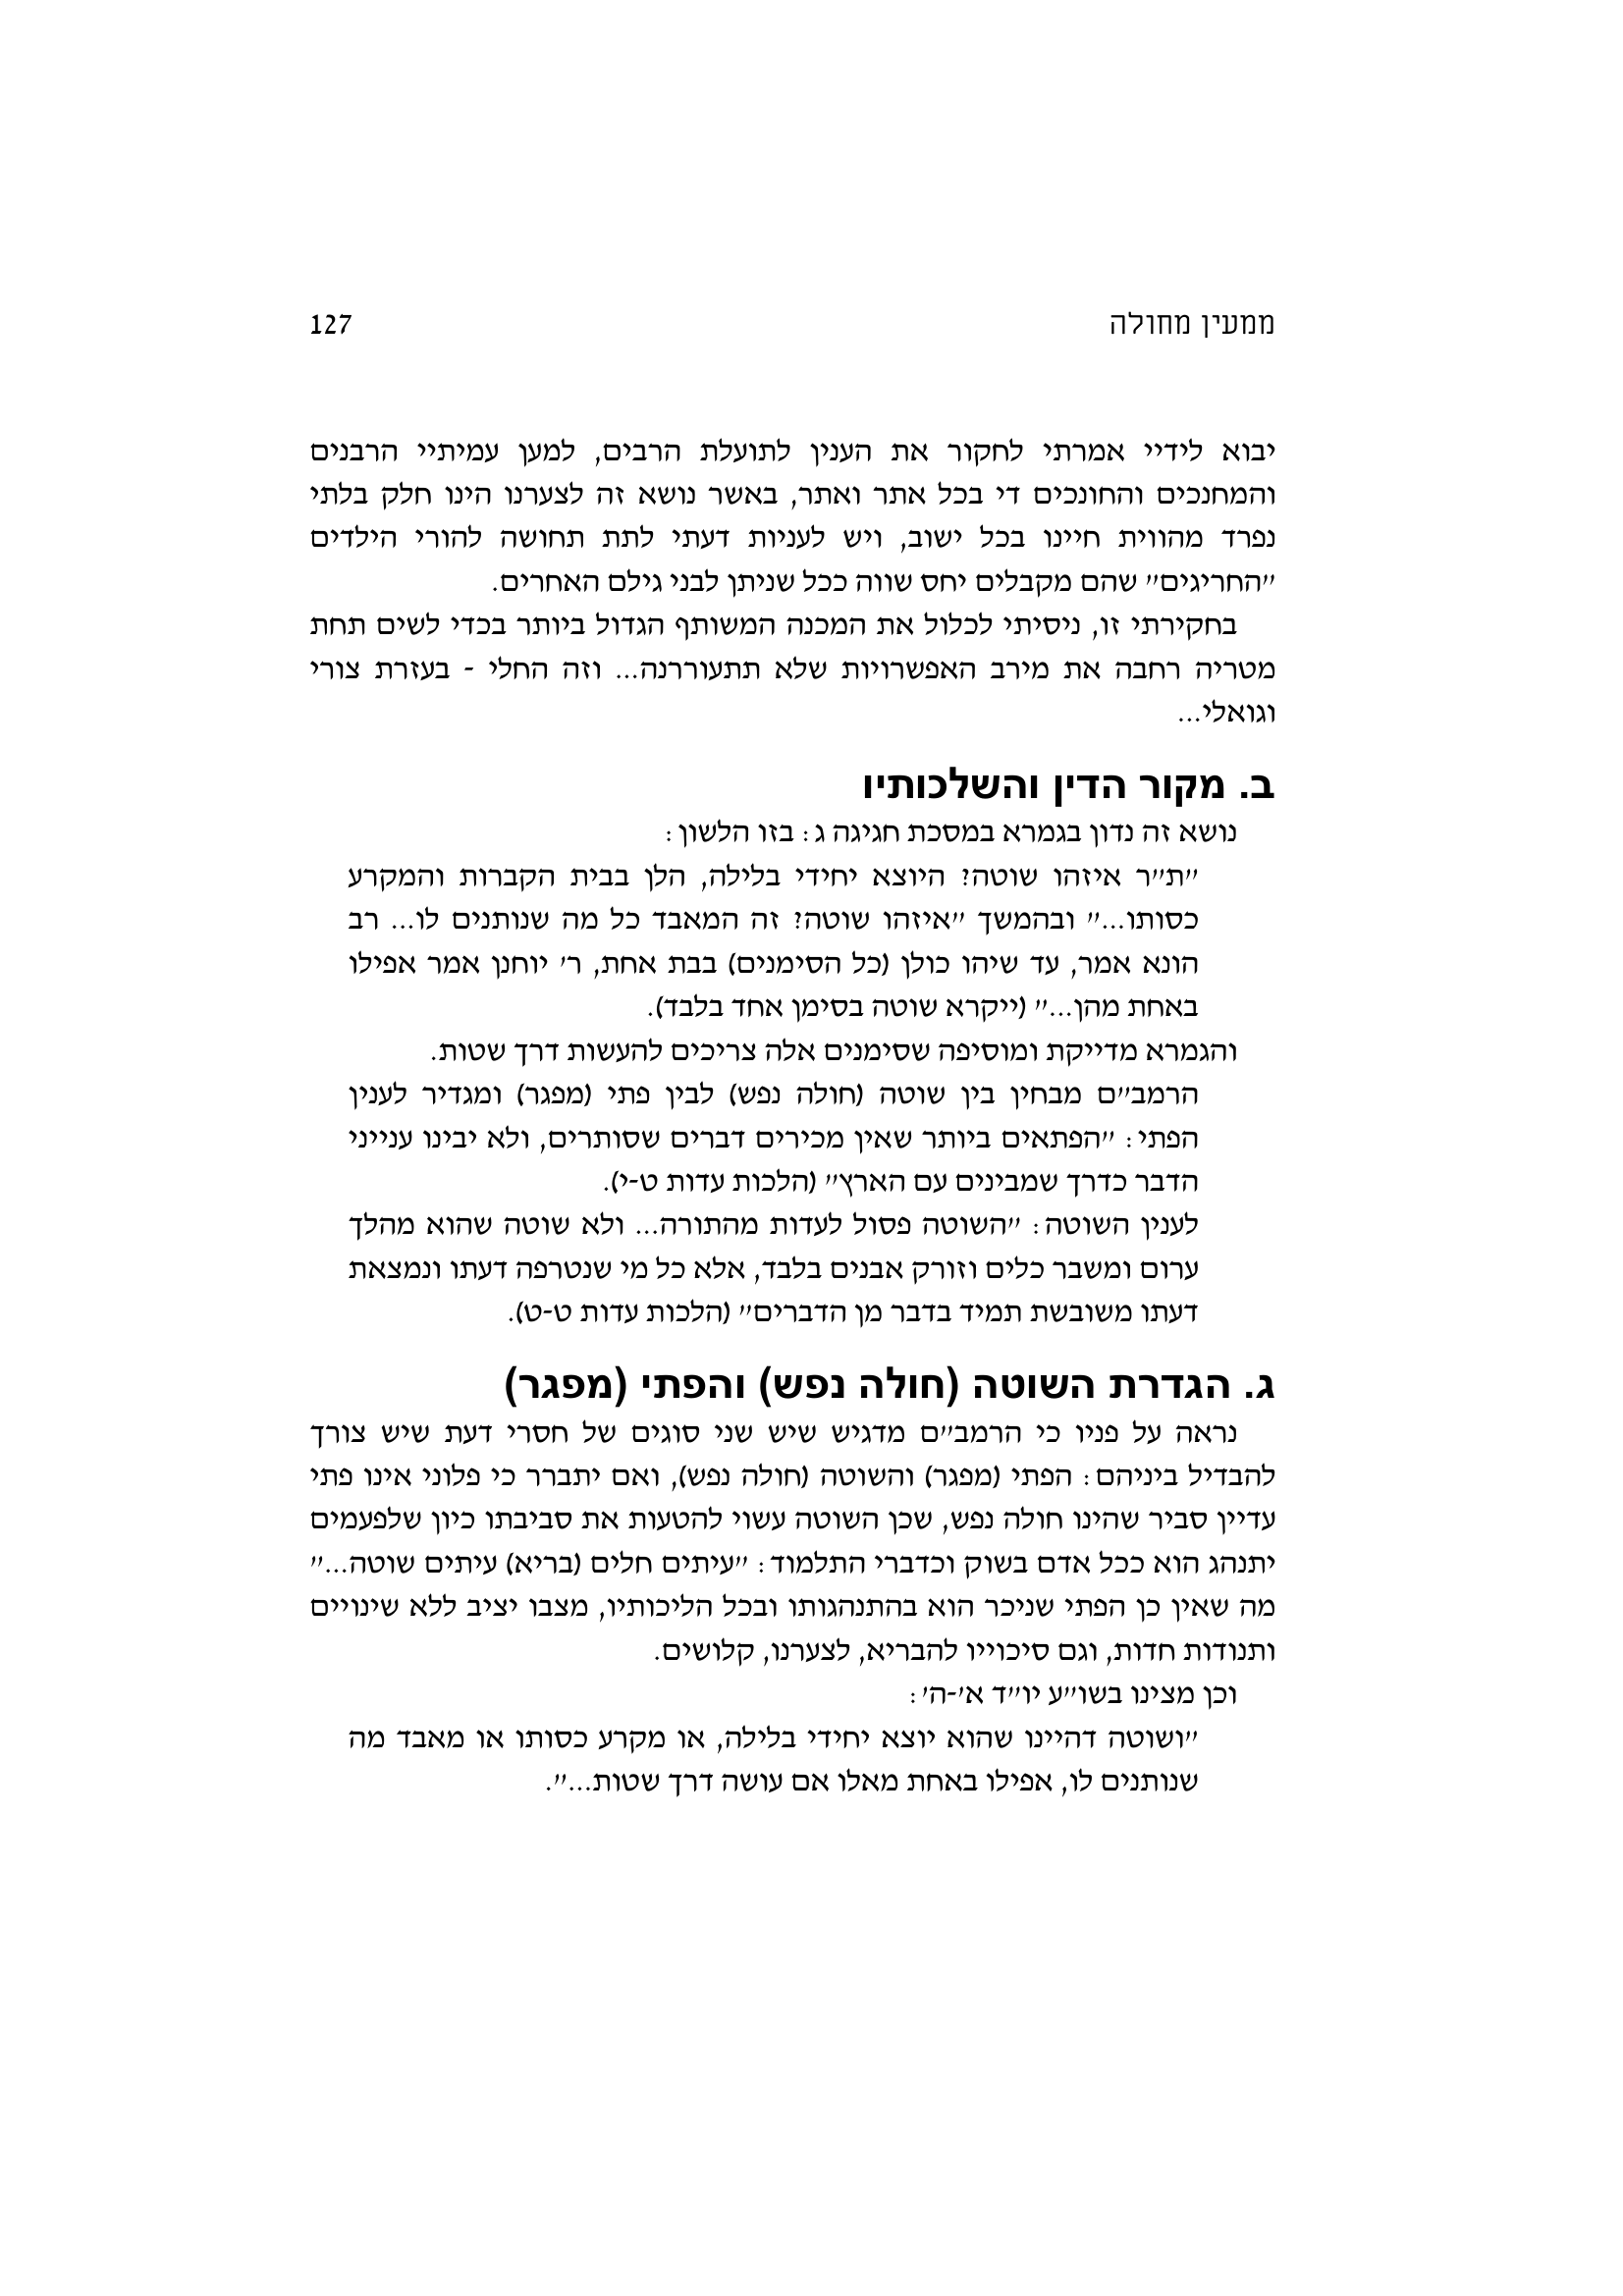 ממעין מחולה 127
יבוא לידיי אמרתי לחקור את הענין לתועלת הרבים, למען עמיתיי הרבנים
והמחנכים והחונכים די בכל אתר ואתר, באשר נושא זה לצערנו הינו חלק בלתי
נפרד מהווית חיינו בכל ישוב, ויש לעניות דעתי לתת תחושה להורי הילדים
״החריגים״ שהם מקבלים יחס שווה ככל שניתן לבני גילם האחרים.
בחקירתי זו, ניסיתי לכלול את המכנה המשותף הגדול ביותר בכדי לשים תחת
מטריה רחבה את מירב האפשרויות שלא תתעוררנה... וזה החלי - בעזרת צורי
וגואלי...
ב. מקור הדין והשלכותיו
נושא זה נדון בגמרא במסכת חגיגה ג: בזו הלשון:
״ת״ר איזהו שוטה? היוצא יחידי בלילה, הלן בבית הקברות והמקרע
כסותו...״ ובהמשך ״איזהו שוטה? זה המאבד כל מה שנותנים לו... רב
הונא אמר, עד שיהו כולן (כל הסימנים) בבת אחת, ר׳ יוחנן אמר אפילו
באחת מהן...״ (ייקרא שוטה בסימן אחד בלבד).
והגמרא מדייקת ומוסיפה שסימנים אלה צריכים להעשות דרך שטות.
הרמב״ם מבחין בין שוטה (חולה נפש) לבין פתי (מפגר) ומגדיר לענין
הפתי: ״הפתאים ביותר שאין מכירים דברים שסותרים, ולא יבינו ענייני
הדבר כדרך שמבינים עם הארץ״ (הלכות עדות ט-י).
לענין השוטה: ״השוטה פסול לעדות מהתורה... ולא שוטה שהוא מהלך
ערום ומשבר כלים וזורק אבנים בלבד, אלא כל מי שנטרפה דעתו ונמצאת
דעתו משובשת תמיד בדבר מן הדברים״ (הלכות עדות ט-ט).
ג. הגדרת השוטה (חולה נפש) והפתי (מפגר)
נראה על פניו כי הרמב״ם מדגיש שיש שני סוגים של חסרי דעת שיש צורך
להבדיל ביניהם: הפתי (מפגר) והשוטה (חולה נפש), ואם יתברר כי פלוני אינו פתי
עדיין סביר שהינו חולה נפש, שכן השוטה עשוי להטעות את סביבתו כיון שלפעמים
יתנהג הוא ככל אדם בשוק וכדברי התלמוד: ״עיתים חלים (בריא) עיתים שוטה...״
מה שאין כן הפתי שניכר הוא בהתנהגותו ובכל הליכותיו, מצבו יציב ללא שינויים
ותנודות חדות, וגם סיכוייו להבריא, לצערנו, קלושים.
וכן מצינו בשו״ע יו״ד א׳-ה׳:
״ושוטה דהיינו שהוא יוצא יחידי בלילה, או מקרע כסותו או מאבד מה
שנותנים לו, אפילו באחת מאלו אם עושה דרך שטות...״.